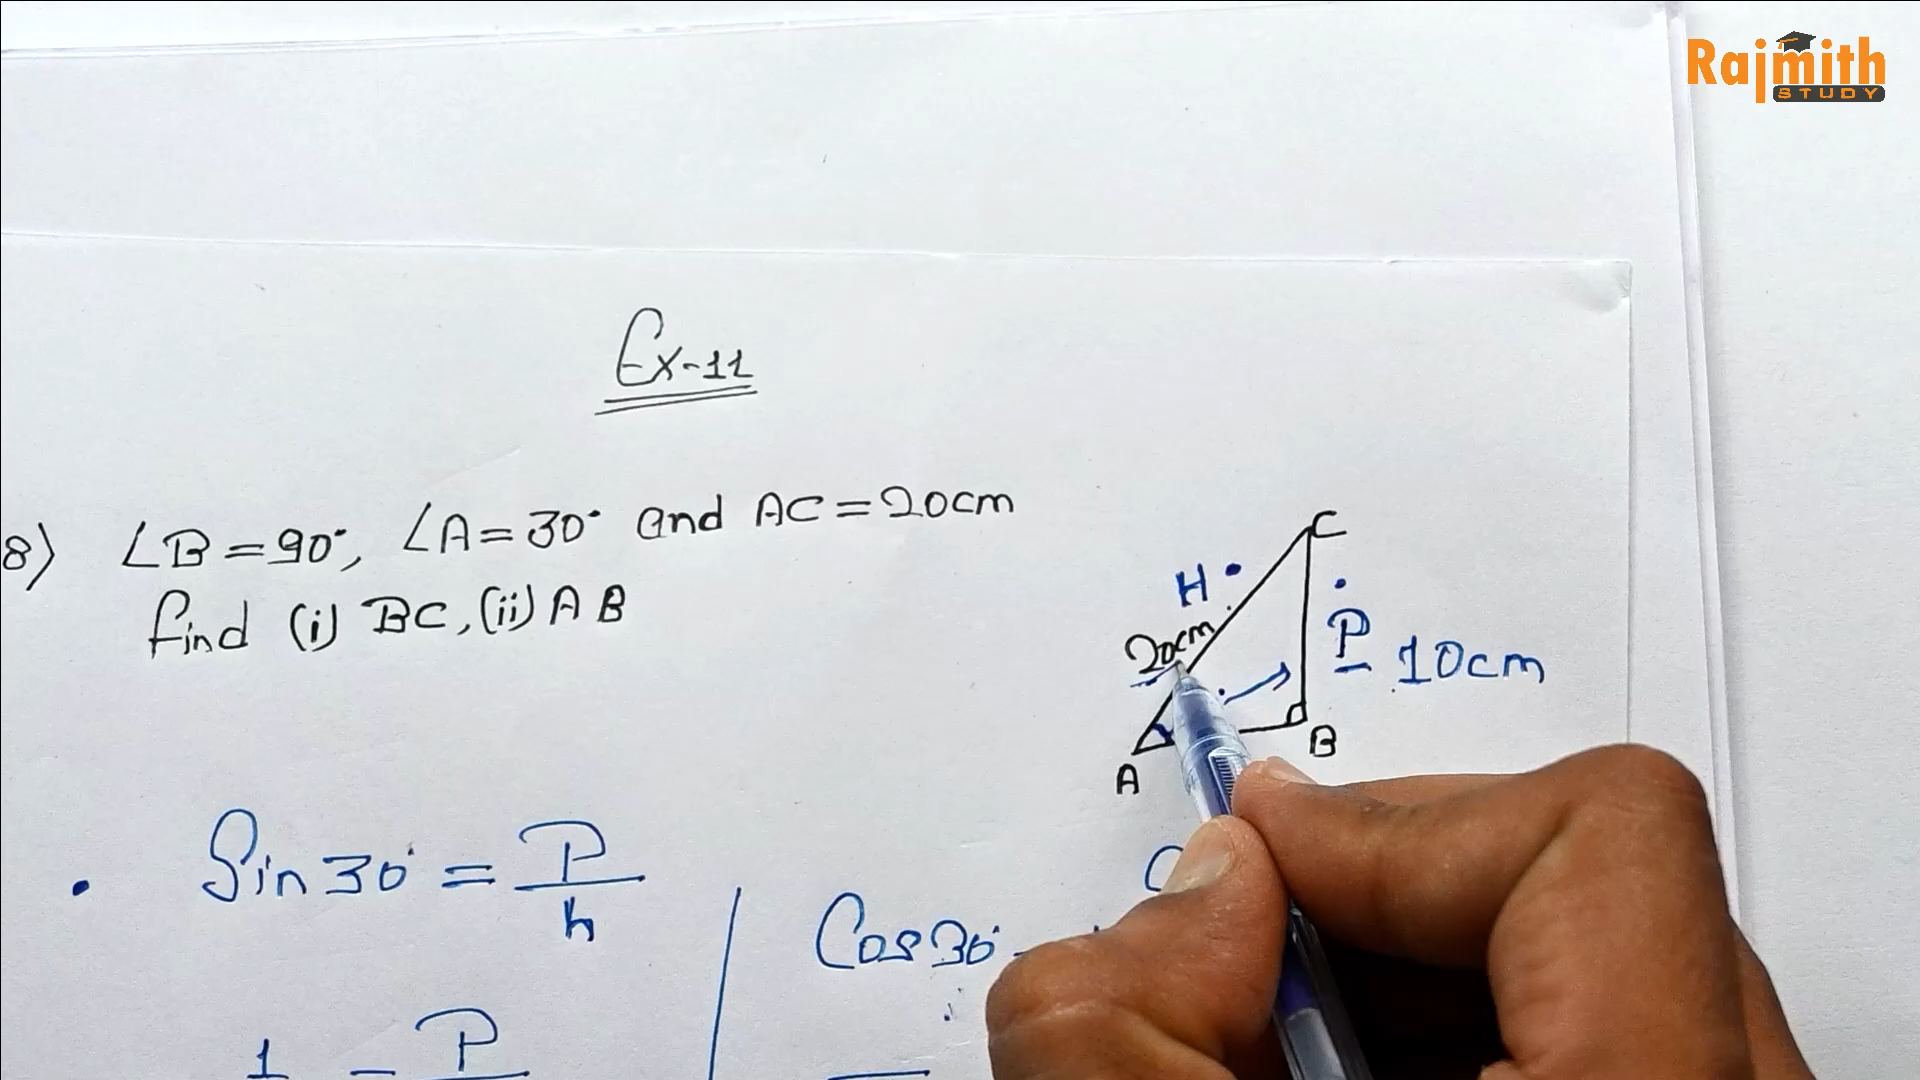 Rajmith
STUDY
Ex-11
8) ∠B=90°, ∠A=30° and AC=20cm
find (i) BC, (ii) AB
C
H
20cm
P 10cm
A
B
Sin 30° = P/h
Cos 30°
1 = P